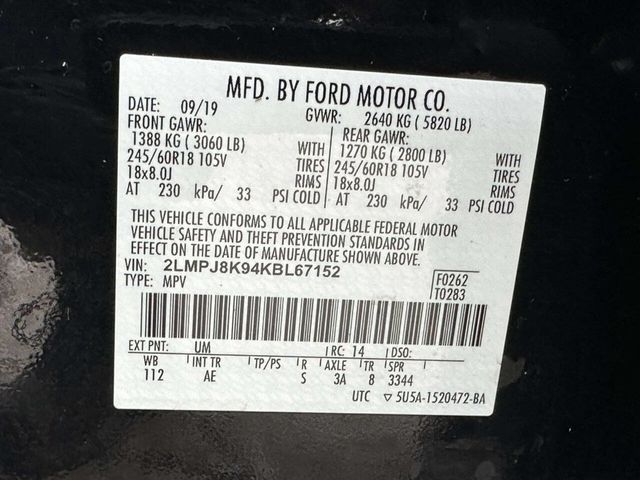 MFD. BY FORD MOTOR CO.
DATE: 09/19 GVWR: 2640 KG ( 5820 LB)
FRONT GAWR: REAR GAWR:
1388 KG ( 3060 LB) WITH 1270 KG ( 2800 LB) WITH
245/60R18 105V TIRES 245/60R18 105V TIRES
18x8.0J RIMS 18x8.0J RIMS
AT 230 kPa/ 33 PSI COLD AT 230 kPa/ 33 PSI COLD
THIS VEHICLE CONFORMS TO ALL APPLICABLE FEDERAL MOTOR
VEHICLE SAFETY AND THEFT PREVENTION STANDARDS IN
EFFECT ON THE DATE OF MANUFACTURE SHOWN ABOVE.
VIN: 2LMPJ8K94KBL67152 F0262
TYPE: MPV T0283
EXT PNT: UM RC: 14 DSO:
WB INT TR TP/PS R AXLE TR SPR
112 AE S 3A 8 3344
UTC ▽ 5U5A-1520472-BA